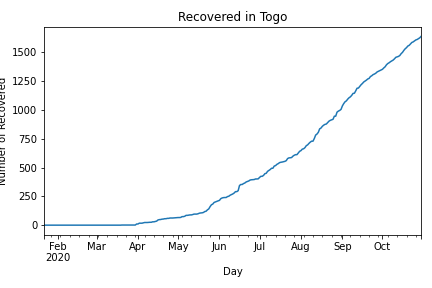 Recovered in Togo
Number of Recovered
1500
1250
1000
750
500
250
0
Feb Mar Apr May Jun Jul Aug Sep Oct
2020
Day